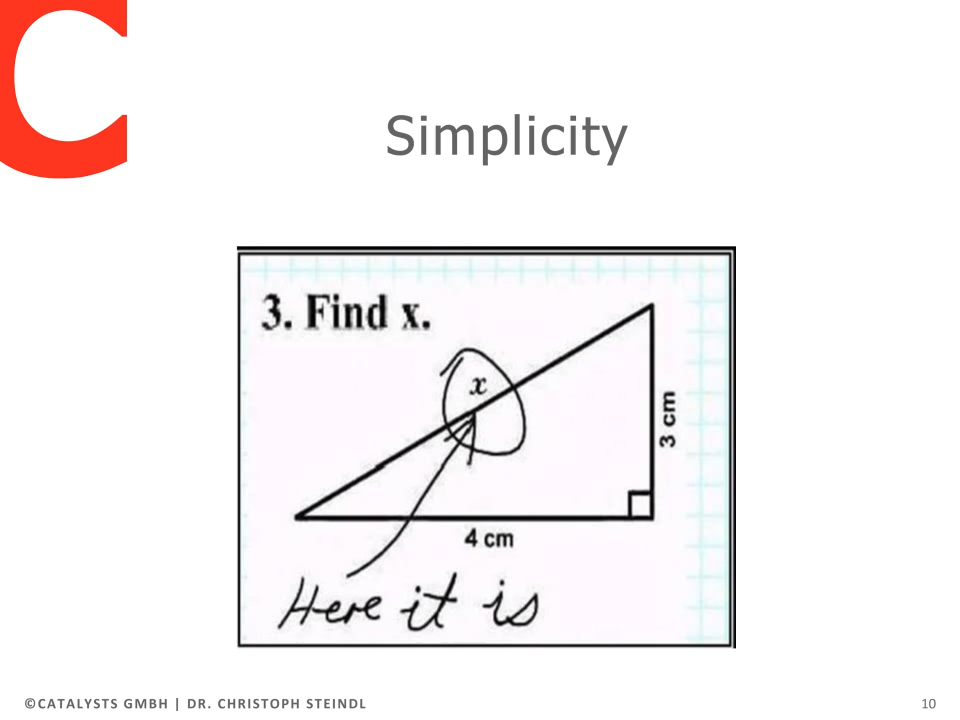 C
Simplicity
3. Find x.
x
3 cm
4 cm
Here it is
©CATALYSTS GMBH | DR. CHRISTOPH STEINDL
10